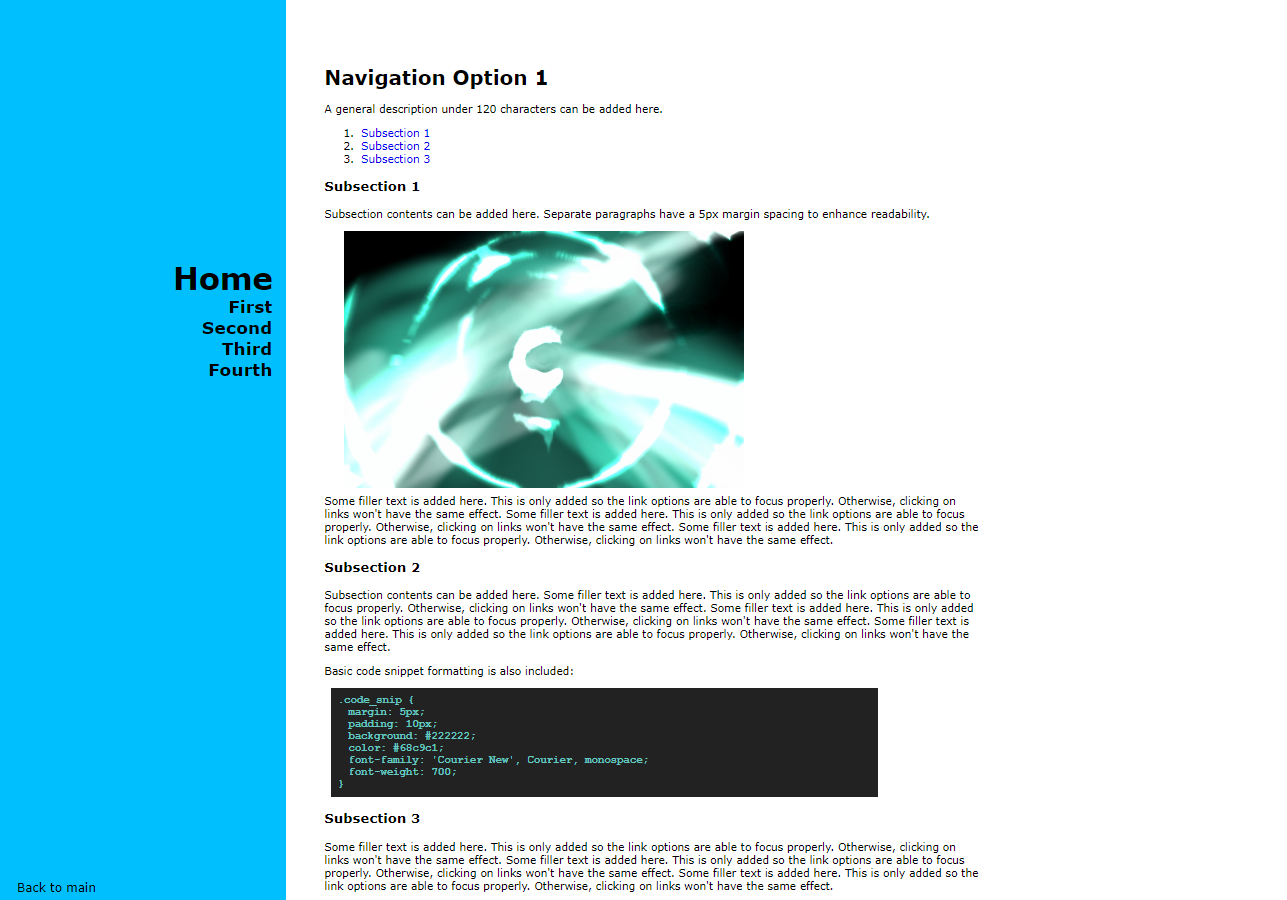 Home
First
Second
Third
Fourth
Back to main
Navigation Option 1
A general description under 120 characters can be added here.
1. Subsection 1
2. Subsection 2
3. Subsection 3
Subsection 1
Subsection contents can be added here. Separate paragraphs have a 5px margin spacing to enhance readability.
Some filler text is added here. This is only added so the link options are able to focus properly. Otherwise, clicking on
links won't have the same effect. Some filler text is added here. This is only added so the link options are able to focus
properly. Otherwise, clicking on links won't have the same effect. Some filler text is added here. This is only added so the
link options are able to focus properly. Otherwise, clicking on links won't have the same effect.
Subsection 2
Subsection contents can be added here. Some filler text is added here. This is only added so the link options are able to
focus properly. Otherwise, clicking on links won't have the same effect. Some filler text is added here. This is only added
so the link options are able to focus properly. Otherwise, clicking on links won't have the same effect. Some filler text is
added here. This is only added so the link options are able to focus properly. Otherwise, clicking on links won't have the
same effect.
Basic code snippet formatting is also included:
.code_snip {
margin: 5px;
padding: 10px;
background: #222222;
color: #68c9c1;
font-family: 'Courier New', Courier, monospace;
font-weight: 700;
}
Subsection 3
Some filler text is added here. This is only added so the link options are able to focus properly. Otherwise, clicking on
links won't have the same effect. Some filler text is added here. This is only added so the link options are able to focus
properly. Otherwise, clicking on links won't have the same effect. Some filler text is added here. This is only added so the
link options are able to focus properly. Otherwise, clicking on links won't have the same effect.